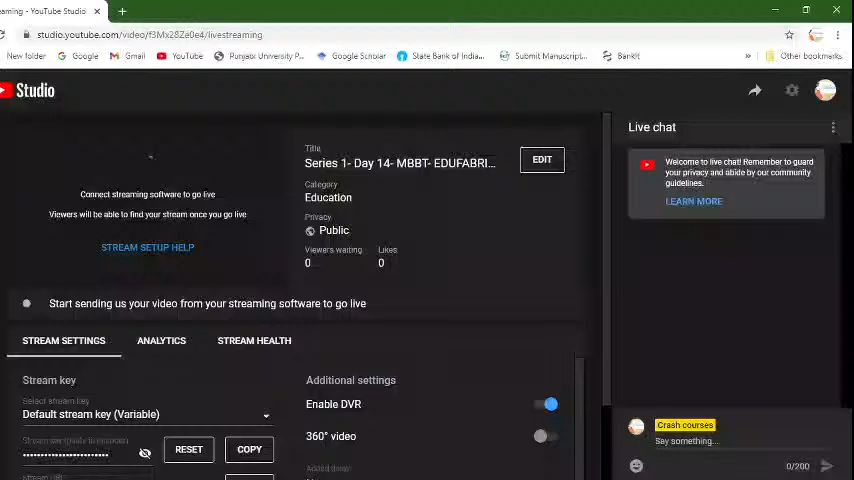 eaming - YouTube Studio
studio.youtube.com/video/f3Mx28Ze0e4/livestreaming
New folder Google Gmail YouTube Punjabi University P... Google Scholar State Bank of India... Submit Manuscript... BankIt » Other bookmarks
Studio
Connect streaming software to go live
Viewers will be able to find your stream once you go live
STREAM SETUP HELP
Title
Series 1- Day 14- MBBT- EDUFABRI...
EDIT
Category
Education
Privacy
Public
Viewers waiting Likes
0 0
Start sending us your video from your streaming software to go live
STREAM SETTINGS ANALYTICS STREAM HEALTH
Stream key
Select stream key
Default stream key (Variable)
RESET COPY
Stream URL
Additional settings
Enable DVR
360° video
Added delay
Live chat
Welcome to live chat! Remember to guard
your privacy and abide by our community
guidelines.
LEARN MORE
Crash courses
Say something...
0/200